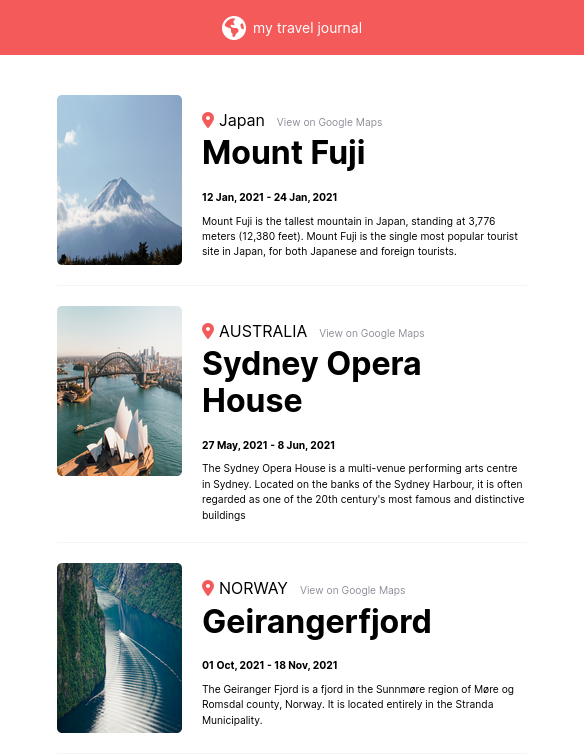 my travel journal
Japan View on Google Maps
Mount Fuji
12 Jan, 2021 - 24 Jan, 2021
Mount Fuji is the tallest mountain in Japan, standing at 3,776
meters (12,380 feet). Mount Fuji is the single most popular tourist
site in Japan, for both Japanese and foreign tourists.
AUSTRALIA View on Google Maps
Sydney Opera
House
27 May, 2021 - 8 Jun, 2021
The Sydney Opera House is a multi-venue performing arts centre
in Sydney. Located on the banks of the Sydney Harbour, it is often
regarded as one of the 20th century's most famous and distinctive
buildings
NORWAY View on Google Maps
Geirangerfjord
01 Oct, 2021 - 18 Nov, 2021
The Geiranger Fjord is a fjord in the Sunnmøre region of Møre og
Romsdal county, Norway. It is located entirely in the Stranda
Municipality.